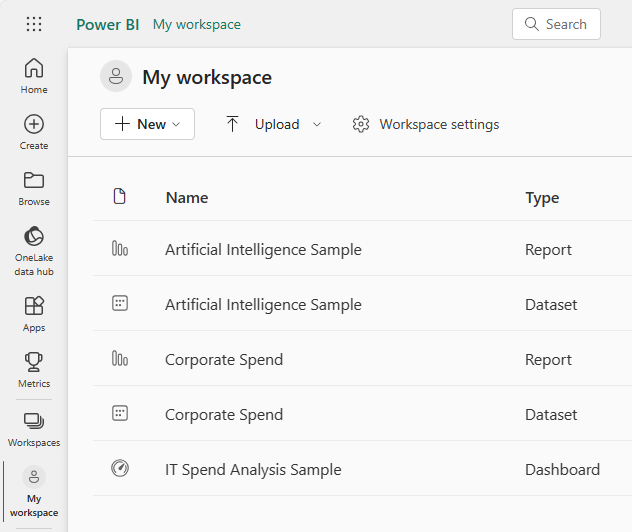 Power BI My workspace Search
Home
Create
Browse
OneLake
data hub
Apps
Metrics
Workspaces
My
workspace
My workspace
New Upload Workspace settings
Name Type
Artificial Intelligence Sample Report
Artificial Intelligence Sample Dataset
Corporate Spend Report
Corporate Spend Dataset
IT Spend Analysis Sample Dashboard